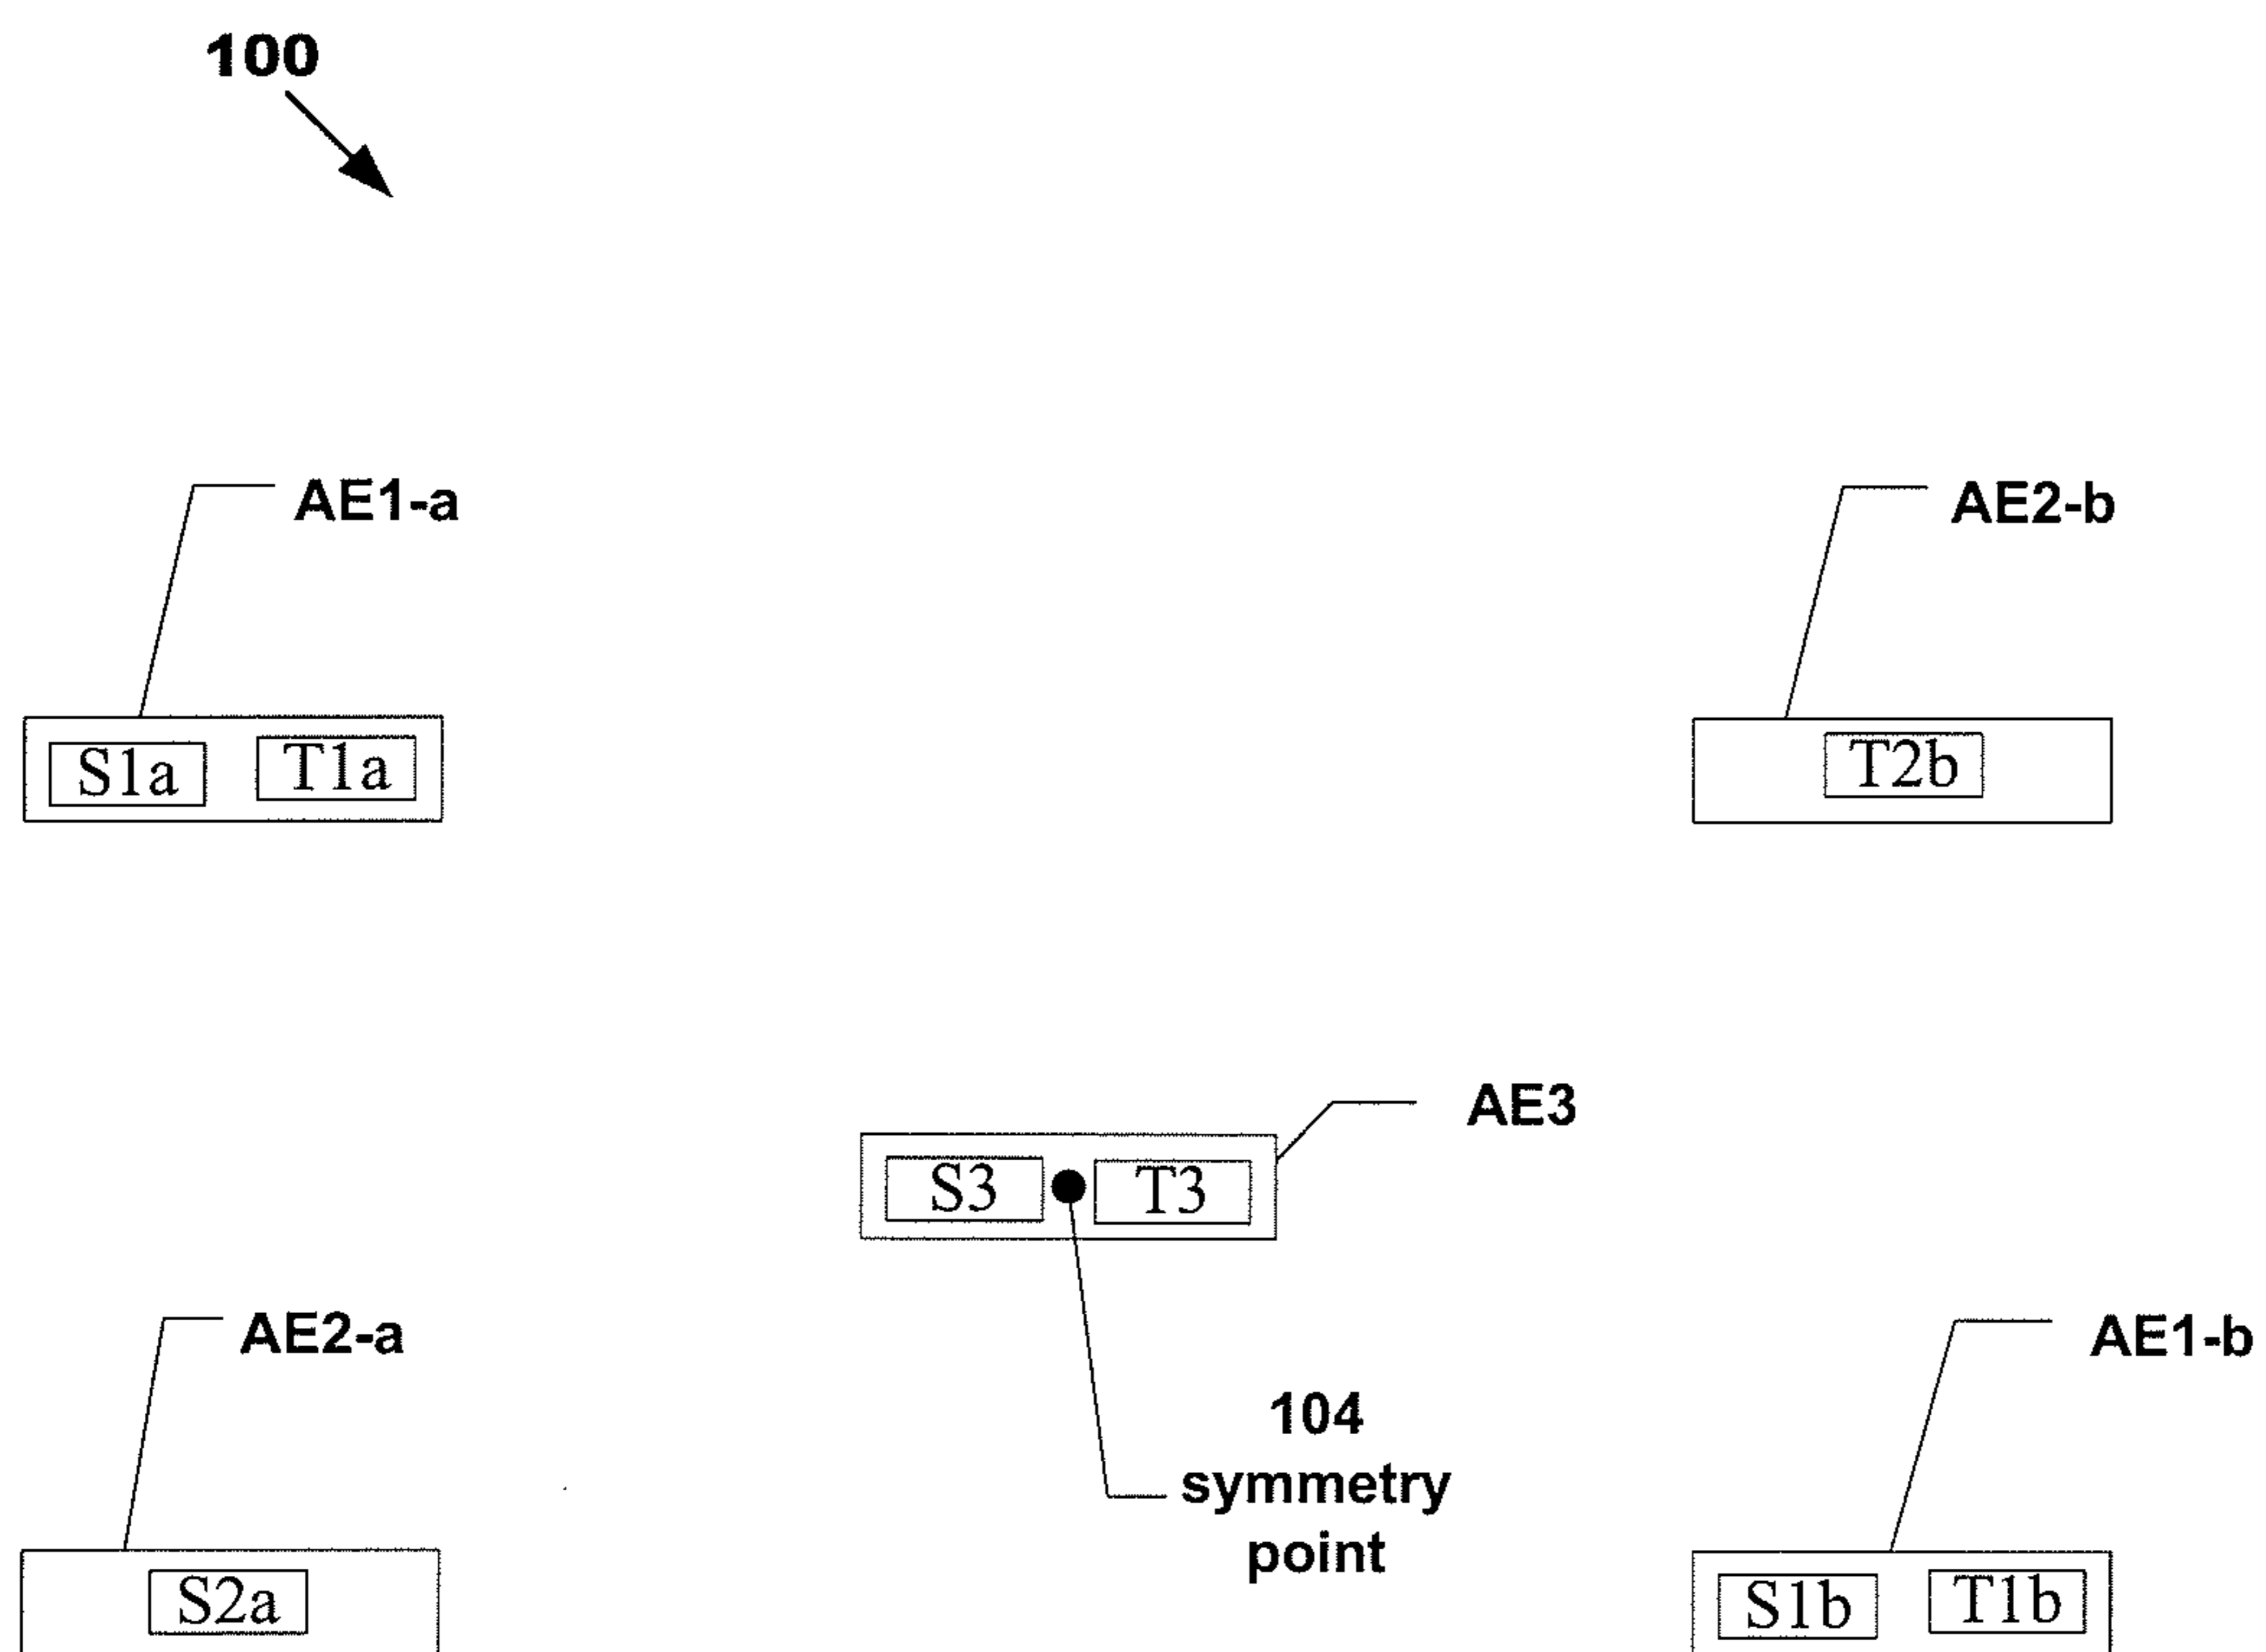 100
AE1-a
AE2-b
S1a
T1a
T2b
AE3
S3
T3
AE2-a
AE1-b
104
symmetry
point
S2a
S1b
T1b